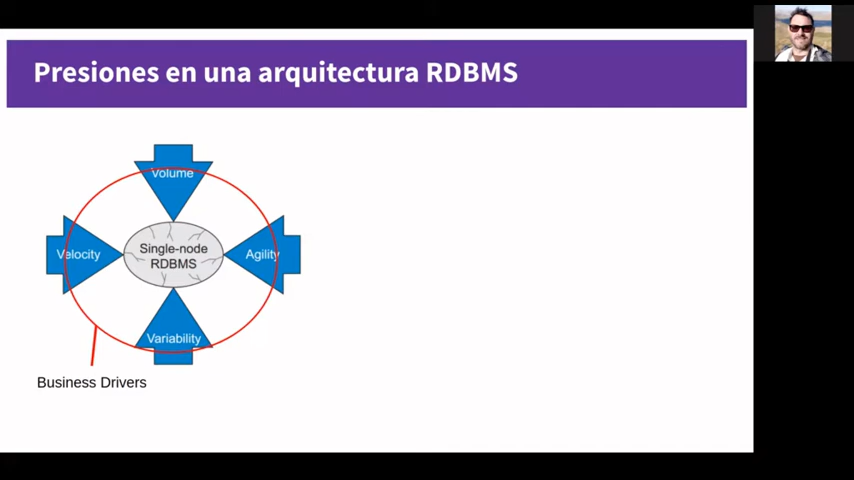 Presiones en una arquitectura RDBMS
Volume
Velocity
Single-node
RDBMS
Agility
Variability
Business Drivers